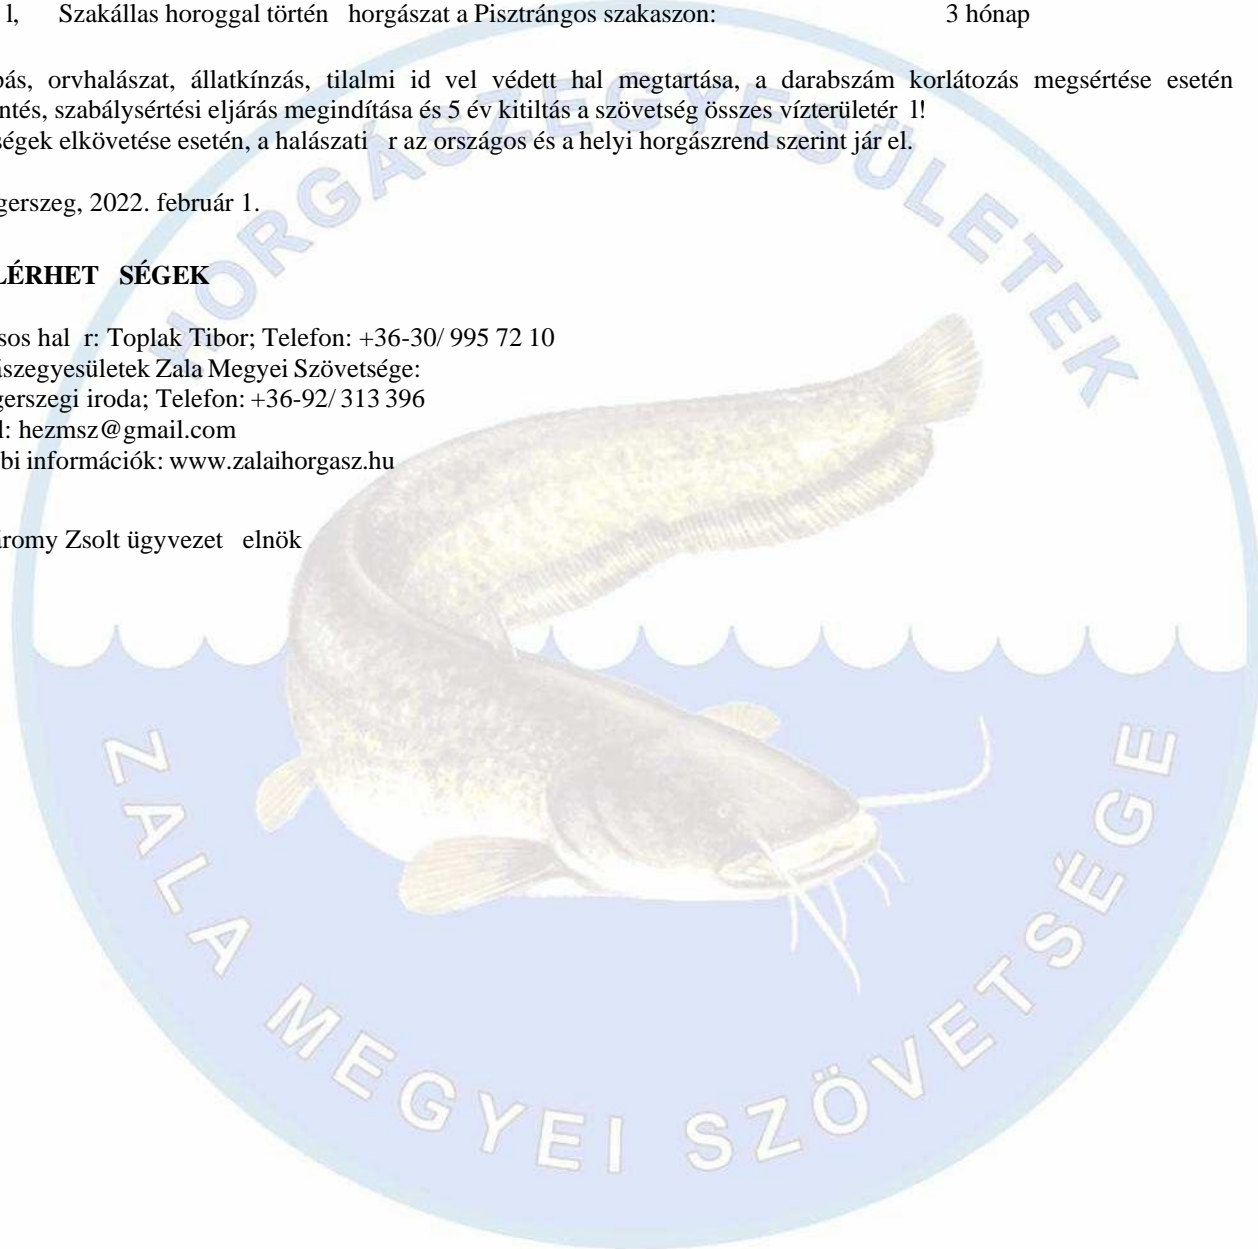 l, Szakállas horoggal történ horgászat a Pisztrángos szakaszon: 3 hónap
pás, orvhalászat, állatkínzás, tilalmi id vel védett hal megtartása, a darabszám korlátozás megsértése esetén
ntés, szabálysértési eljárás megindítása és 5 év kitiltás a szövetség összes vízterületér l!
ségek elkövetése esetén, a halászati r az országos és a helyi horgászrend szerint jár el.
gerszeg, 2022. február 1.
LÉRHET SÉGEK
sos hal r: Toplak Tibor; Telefon: +36-30/ 995 72 10
ászegyesületek Zala Megyei Szövetsége:
gerszegi iroda; Telefon: +36-92/ 313 396
l: hezmsz@gmail.com
bi információk: www.zalaihorgasz.hu
áromy Zsolt ügyvezet elnök
HORGÁSZEGYESÜLETEK
ZALA MEGYEI SZÖVETSÉGE